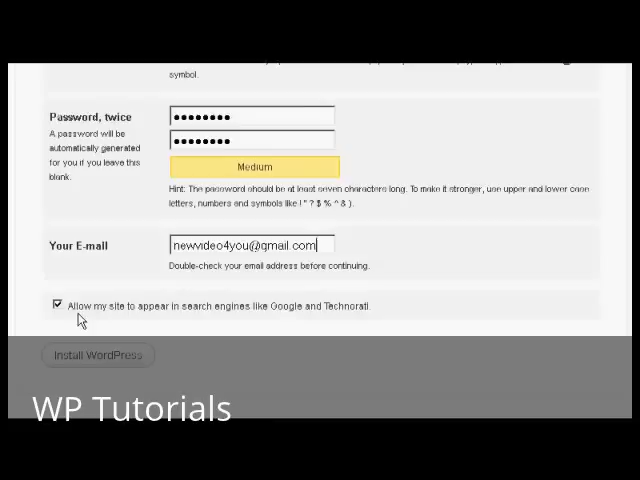 symbol.
Password, twice
A password will be
automatically generated
for you if you leave this
blank.
Medium
Hint: The password should be at least seven characters long. To make it stronger, use upper and lower case
letters, numbers and symbols like ! " ? $ % ^ & ).
Your E-mail
newvideo4you@gmail.com
Double-check your email address before continuing.
Allow my site to appear in search engines like Google and Technorati.
Install WordPress
WP Tutorials